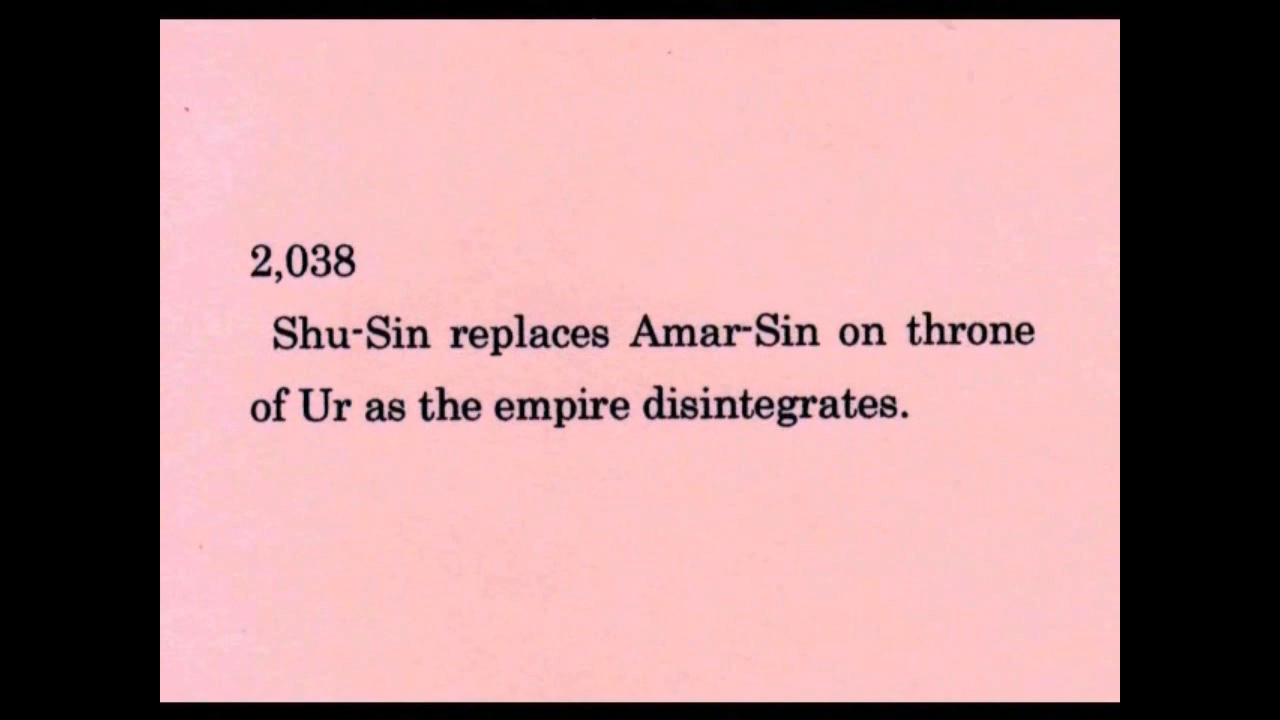 2,038
Shu-Sin replaces Amar-Sin on throne
of Ur as the empire disintegrates.